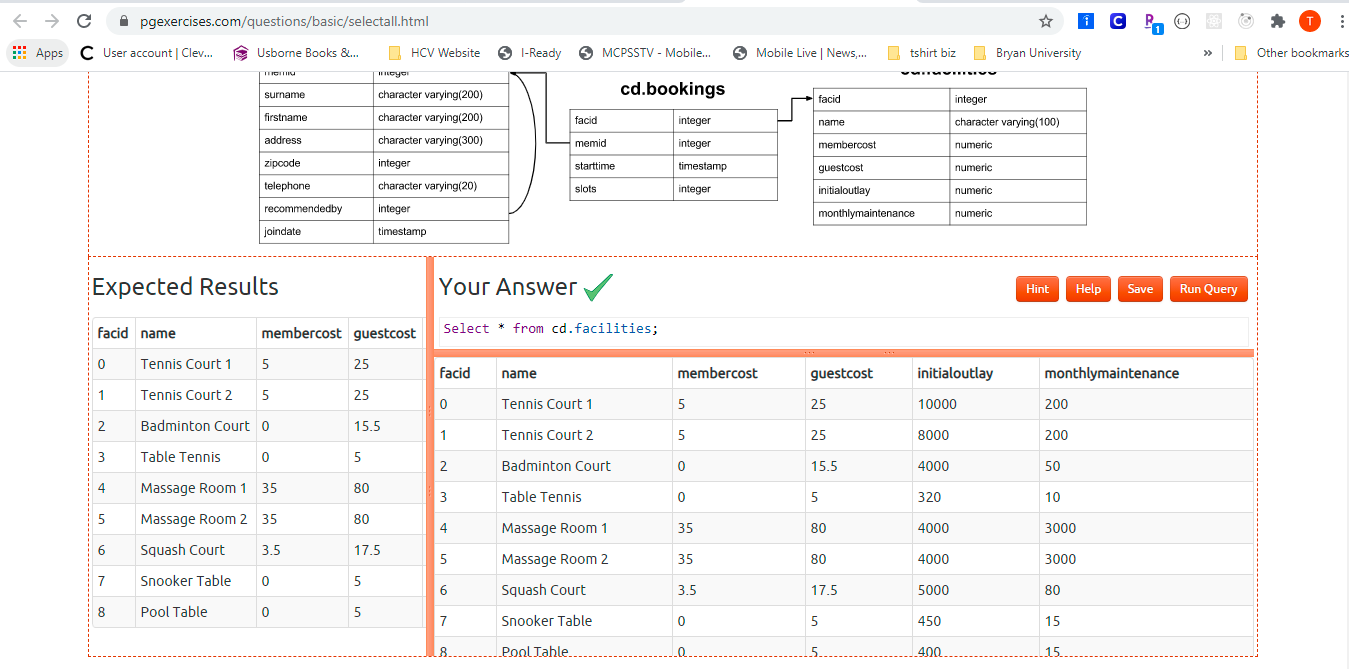 pgexercises.com/questions/basic/selectall.html
1
T
Apps User account | Clev... Usborne Books &... HCV Website I-Ready MCPSSTV - Mobile... Mobile Live | News,... tshirt biz Bryan University » Other bookmarks
memid integer
surname character varying(200)
firstname character varying(200)
address character varying(300)
zipcode integer
telephone character varying(20)
recommendedby integer
joindate timestamp
cd.bookings
facid integer
memid integer
starttime timestamp
slots integer
cd.facilities
facid integer
name character varying(100)
membercost numeric
guestcost numeric
initialoutlay numeric
monthlymaintenance numeric
Expected Results
facid name membercost guestcost
0 Tennis Court 1 5 25
1 Tennis Court 2 5 25
2 Badminton Court 0 15.5
3 Table Tennis 0 5
4 Massage Room 1 35 80
5 Massage Room 2 35 80
6 Squash Court 3.5 17.5
7 Snooker Table 0 5
8 Pool Table 0 5
Your Answer
Hint Help Save Run Query
Select * from cd.facilities;
facid name membercost guestcost initialoutlay monthlymaintenance
0 Tennis Court 1 5 25 10000 200
1 Tennis Court 2 5 25 8000 200
2 Badminton Court 0 15.5 4000 50
3 Table Tennis 0 5 320 10
4 Massage Room 1 35 80 4000 3000
5 Massage Room 2 35 80 4000 3000
6 Squash Court 3.5 17.5 5000 80
7 Snooker Table 0 5 450 15
8 Pool Table 0 5 400 15